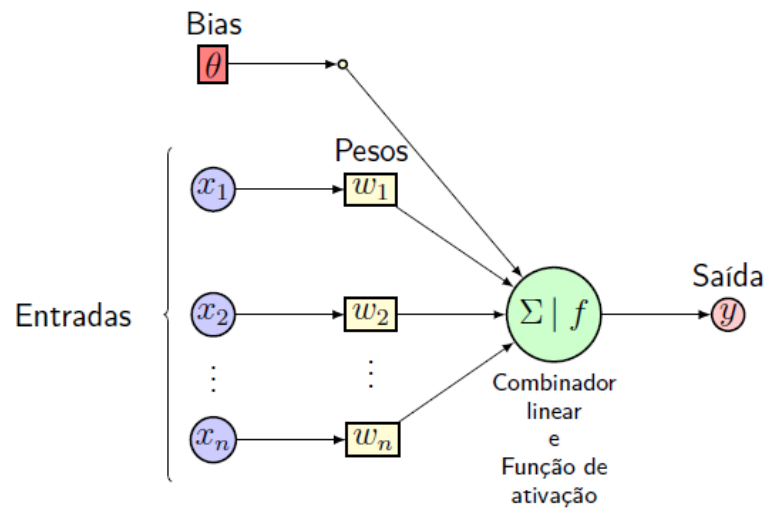 Bias
θ
Pesos
x₁ w₁
Entradas
x₂ w₂
Σ | f
Saída
y
⋮ ⋮
xₙ wₙ
Combinador
linear
e
Função de
ativação